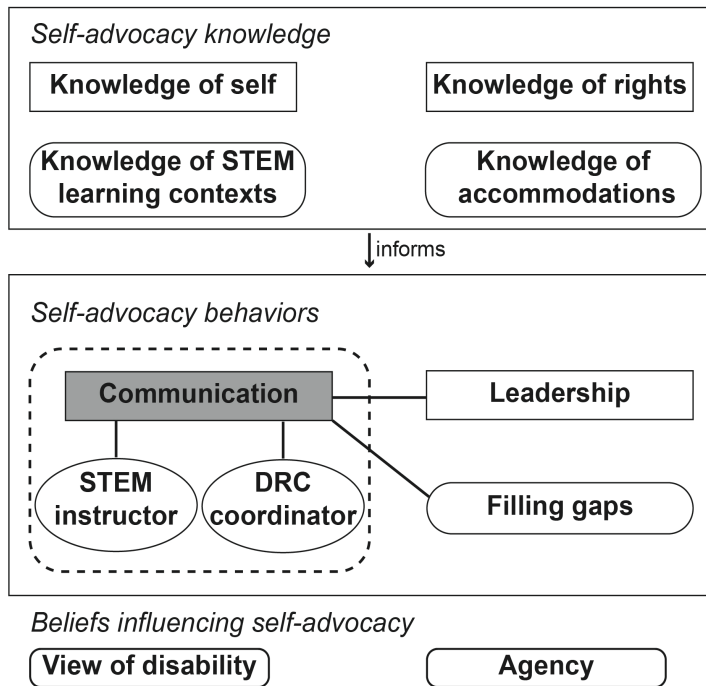 Self-advocacy knowledge
Knowledge of self
Knowledge of rights
Knowledge of STEM
learning contexts
Knowledge of
accommodations
informs
Self-advocacy behaviors
Communication
Leadership
STEM
instructor
DRC
coordinator
Filling gaps
Beliefs influencing self-advocacy
View of disability
Agency